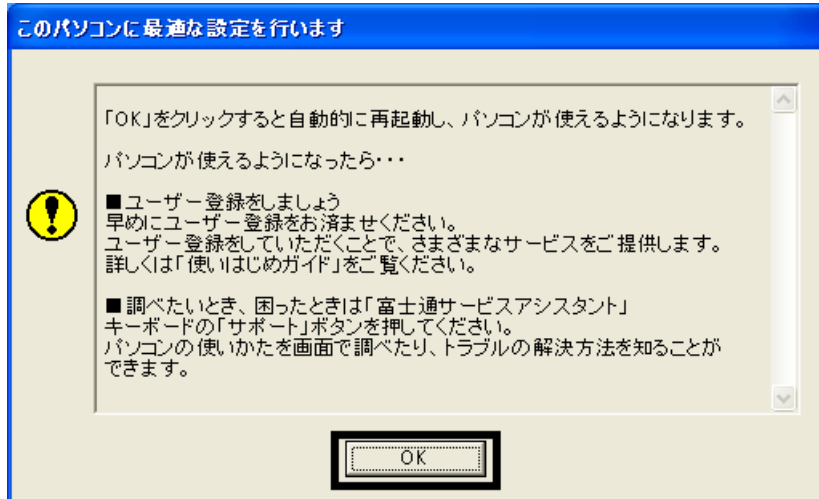 このパソコンに最適な設定を行います
「OK」をクリックすると自動的に再起動し、パソコンが使えるようになります。
パソコンが使えるようになったら・・・
■ユーザー登録をしましょう
早めにユーザー登録をお済ませください。
ユーザー登録をしていただくことで、さまざまなサービスをご提供します。
詳しくは「使いはじめガイド」をご覧ください。
■調べたいとき、困ったときは「富士通サービスアシスタント」
キーボードの「サポート」ボタンを押してください。
パソコンの使いかたを画面で調べたり、トラブルの解決方法を知ることが
できます。
OK